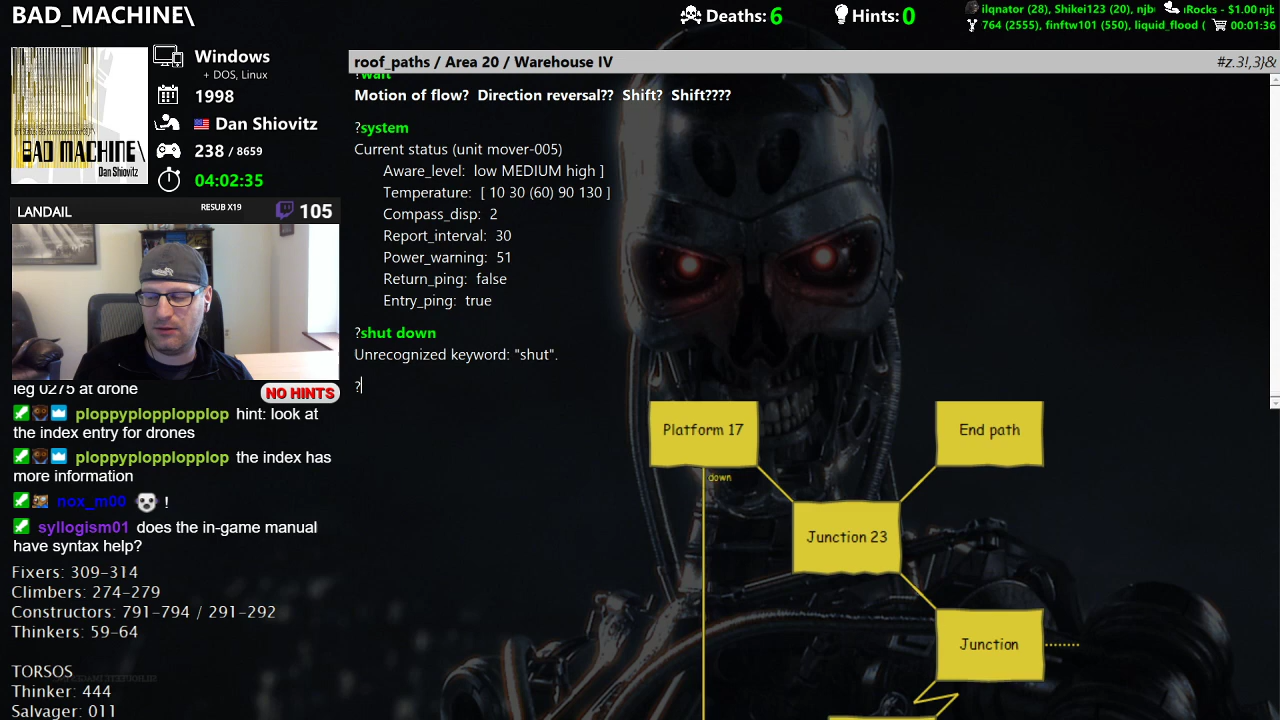 BAD_MACHINE\
Deaths: 6
Hints: 0
ilqnator (28), Shikei123 (20), njb
iRocks - $1.00 njb
764 (2555), finftw101 (550), liquid_flood (
00:01:36
BAD MACHINE\
Dan Shiovitz
Windows
+ DOS, Linux
1998
Dan Shiovitz
238 / 8659
04:02:35
LANDAIL
RESUB X19
105
leg 0275 at drone
NO HINTS
ploppyplopplopplop hint: look at
the index entry for drones
ploppyplopplopplop the index has
more information
nox_m00 !
syllogism01 does the in-game manual
have syntax help?
Fixers: 309-314
Climbers: 274-279
Constructors: 791-794 / 291-292
Thinkers: 59-64
TORSOS
Thinker: 444
Salvager: 011
roof_paths / Area 20 / Warehouse IV
#z.3!,3}&
?wait
Motion of flow? Direction reversal?? Shift? Shift????
?system
Current status (unit mover-005)
Aware_level: low MEDIUM high ]
Temperature: [ 10 30 (60) 90 130 ]
Compass_disp: 2
Report_interval: 30
Power_warning: 51
Return_ping: false
Entry_ping: true
?shut down
Unrecognized keyword: "shut".
?
Platform 17
End path
down
Junction 23
Junction